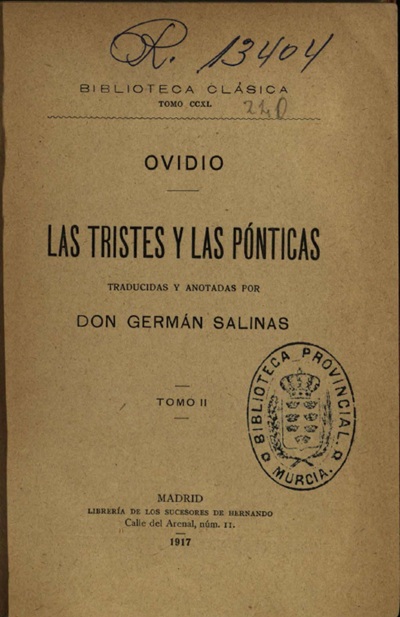 R. 13404
BIBLIOTECA CLÁSICA
TOMO CCXL
240
OVIDIO
LAS TRISTES Y LAS PÓNTICAS
TRADUCIDAS Y ANOTADAS POR
DON GERMÁN SALINAS
TOMO II
BIBLIOTECA PROVINCIAL.
MURCIA.
MADRID
LIBRERÍA DE LOS SUCESORES DE HERNANDO
Calle del Arenal, núm. 11.
1917